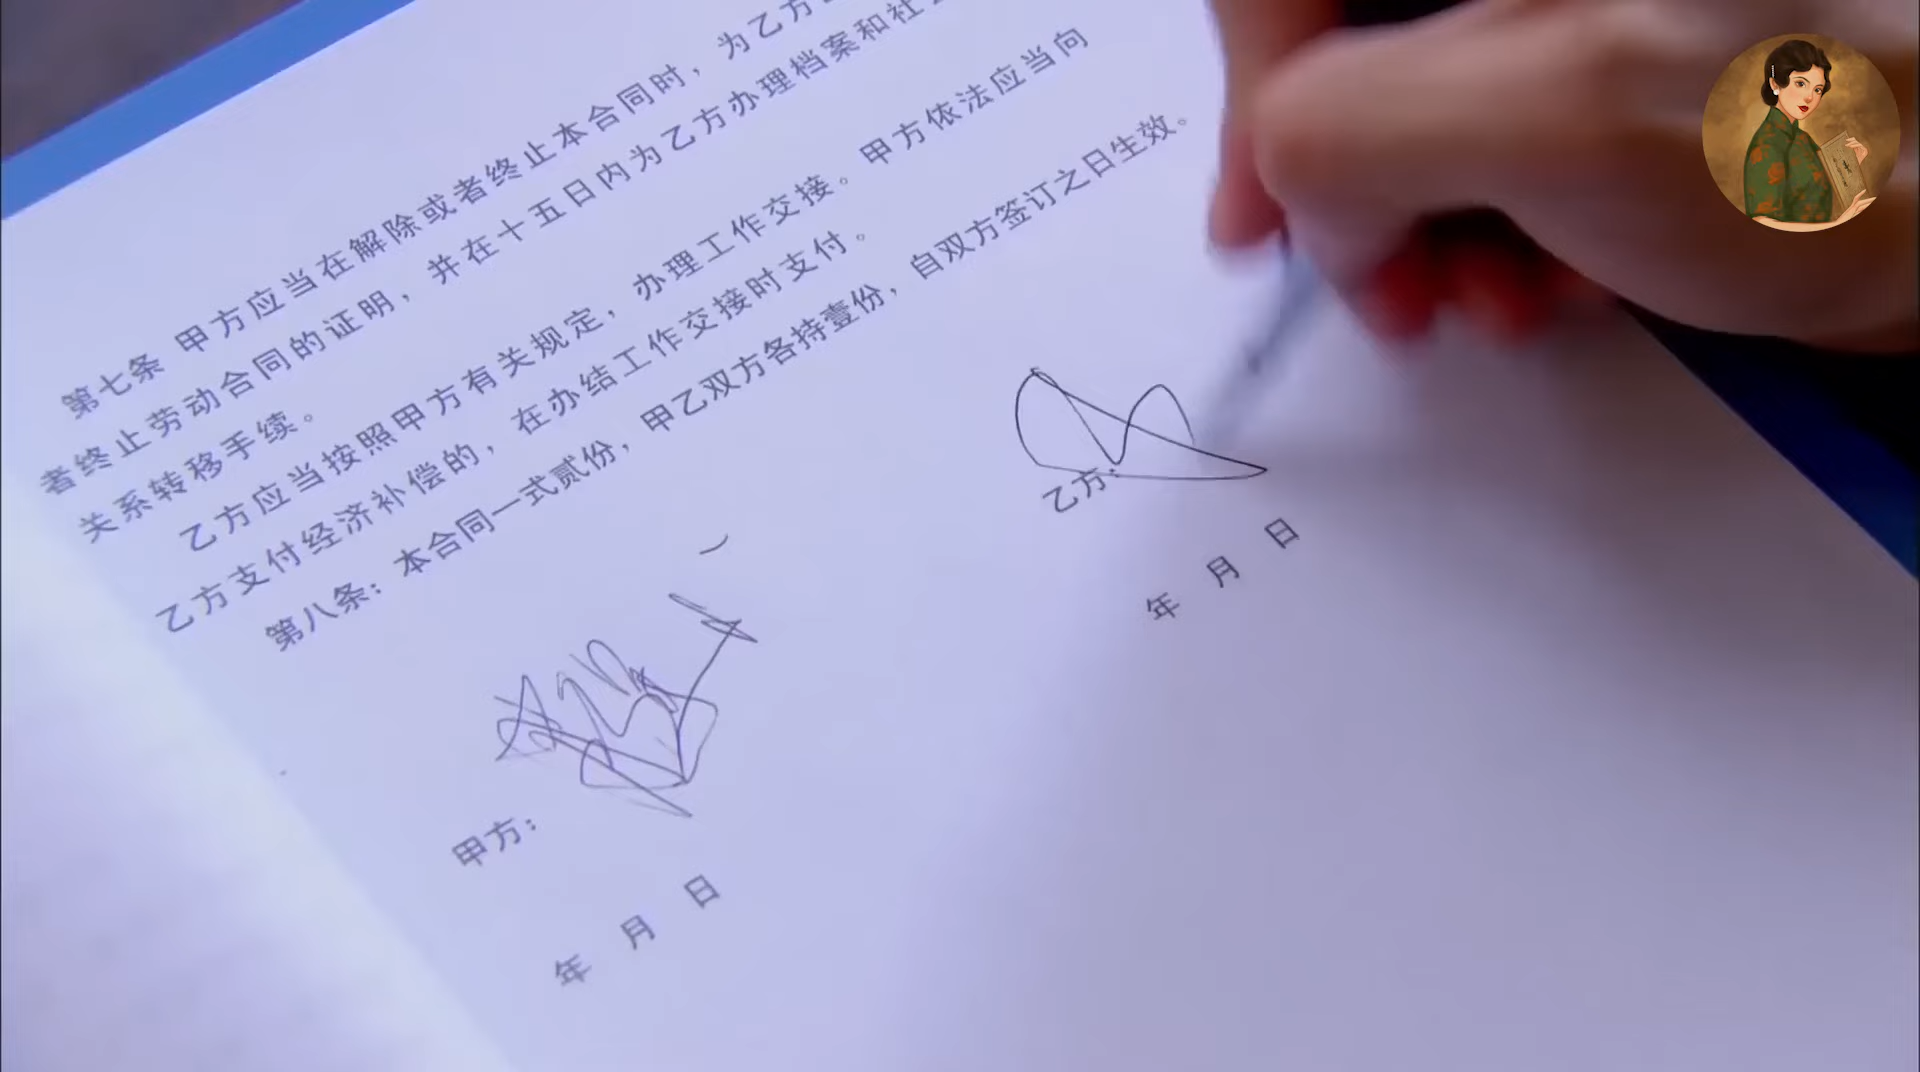 第七条 甲方应当在解除或者终止本合同时，为乙方
者终止劳动合同的证明，并在十五日内为乙方办理档案和社
关系转移手续。
乙方应当按照甲方有关规定，办理工作交接。甲方依法应当向
乙方支付经济补偿的，在办结工作交接时支付。
第八条：本合同一式贰份，甲乙双方各持壹份，自双方签订之日生效。
乙方：
年 月 日
甲方：
年 月 日